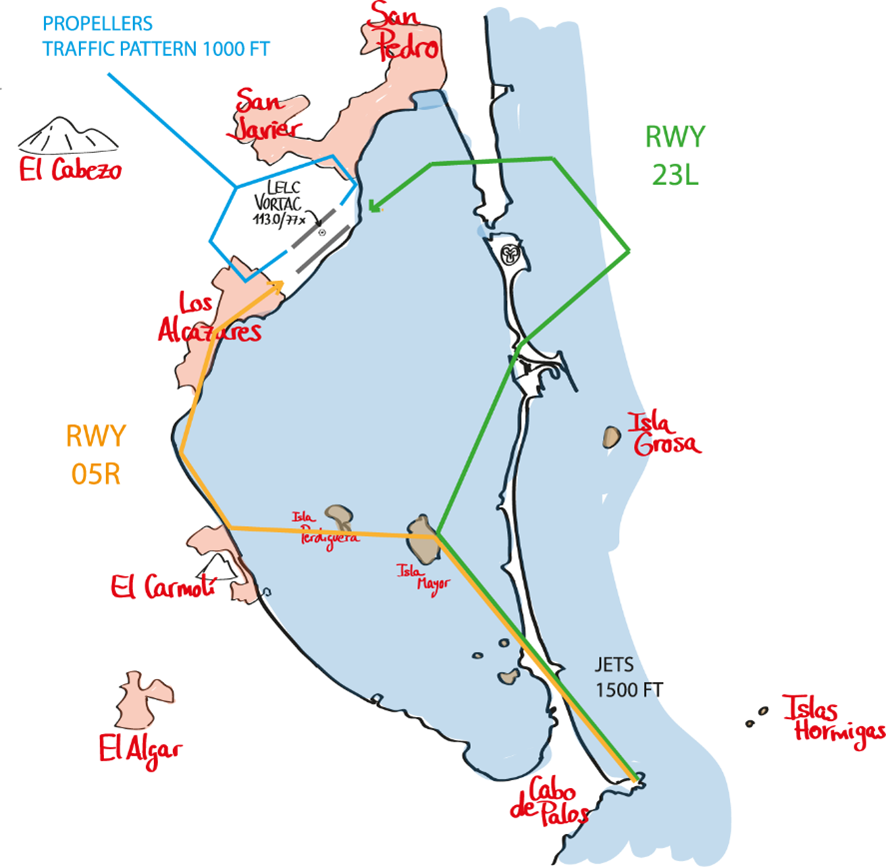 PROPELLERS
TRAFFIC PATTERN 1000 FT
San
Pedro
San
Javier
El Cabezo
RWY
23L
LELC
VORTAC
113.0/77x
Los
Alcazares
RWY
05R
Isla
Grosa
Isla
Perdiguera
Isla
Mayor
El Carmoli
JETS
1500 FT
El Algar
Islas
Hormigas
Cabo
de Palos